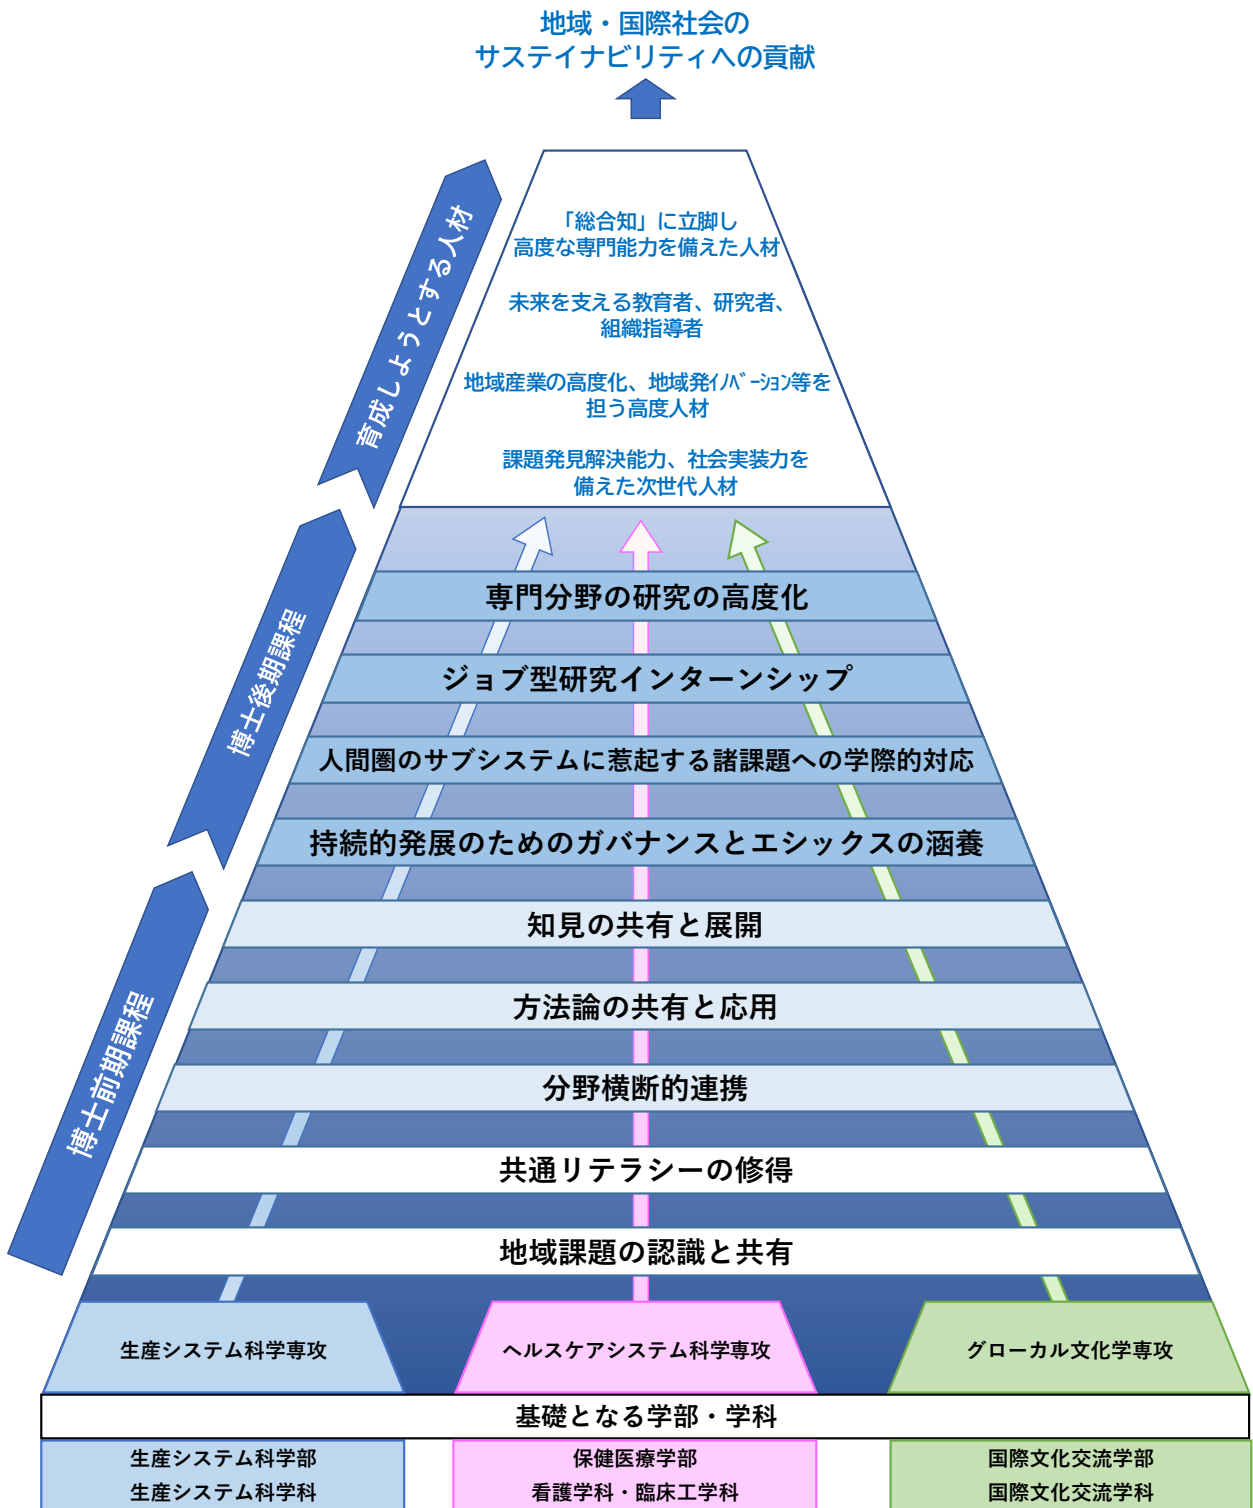 地域・国際社会の
サステイナビリティへの貢献
育成しようとする人材
「総合知」に立脚し
高度な専門能力を備えた人材
未来を支える教育者、研究者、
組織指導者
地域産業の高度化、地域発ｲﾉﾍﾞｰｼｮﾝ等を
担う高度人材
課題発見解決能力、社会実装力を
備えた次世代人材
博士後期課程
専門分野の研究の高度化
ジョブ型研究インターンシップ
人間圏のサブシステムに惹起する諸課題への学際的対応
持続的発展のためのガバナンスとエシックスの涵養
博士前期課程
知見の共有と展開
方法論の共有と応用
分野横断的連携
共通リテラシーの修得
地域課題の認識と共有
生産システム科学専攻
ヘルスケアシステム科学専攻
グローカル文化学専攻
基礎となる学部・学科
生産システム科学部
生産システム科学科
保健医療学部
看護学科・臨床工学科
国際文化交流学部
国際文化交流学科